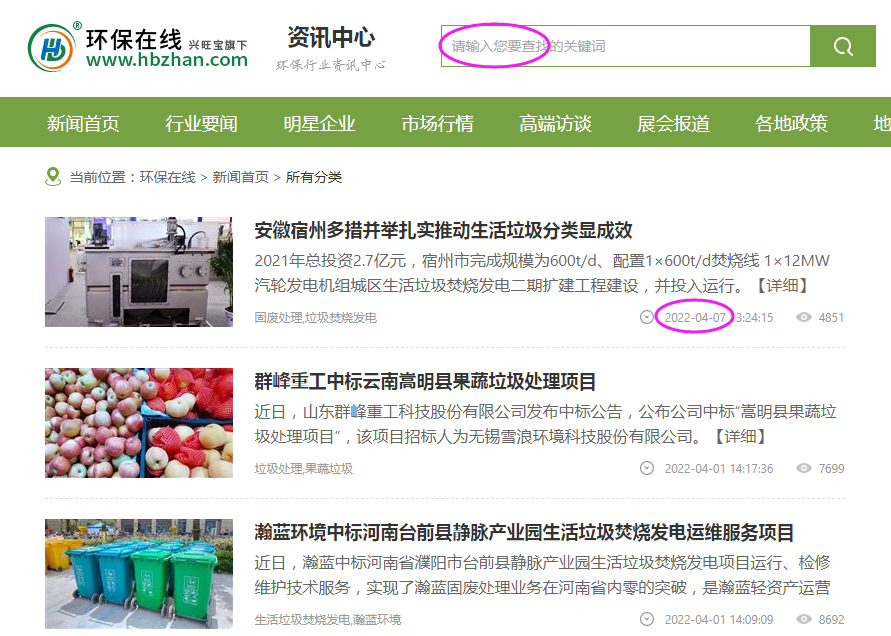 环保在线 兴旺宝旗下
www.hbzhan.com
资讯中心
环保行业资讯中心
请输入您要查找的关键词
新闻首页 行业要闻 明星企业 市场行情 高端访谈 展会报道 各地政策 地
当前位置：环保在线 > 新闻首页 > 所有分类
安徽宿州多措并举扎实推动生活垃圾分类显成效
2021年总投资2.7亿元，宿州市完成规模为600t/d、配置1×600t/d焚烧线 1×12MW
汽轮发电机组城区生活垃圾焚烧发电二期扩建工程建设，并投入运行。【详细】
固废处理,垃圾焚烧发电 2022-04-07 3:24:15 4851
群峰重工中标云南嵩明县果蔬垃圾处理项目
近日，山东群峰重工科技股份有限公司发布中标公告，公布公司中标“嵩明县果蔬垃
圾处理项目”，该项目招标人为无锡雪浪环境科技股份有限公司。【详细】
垃圾处理,果蔬垃圾 2022-04-01 14:17:36 7699
瀚蓝环境中标河南台前县静脉产业园生活垃圾焚烧发电运维服务项目
近日，瀚蓝中标河南省濮阳市台前县静脉产业园生活垃圾焚烧发电项目运行、检修
维护技术服务，实现了瀚蓝固废处理业务在河南省内零的突破，是瀚蓝轻资产运营
生活垃圾焚烧发电,瀚蓝环境 2022-04-01 14:09:09 8692